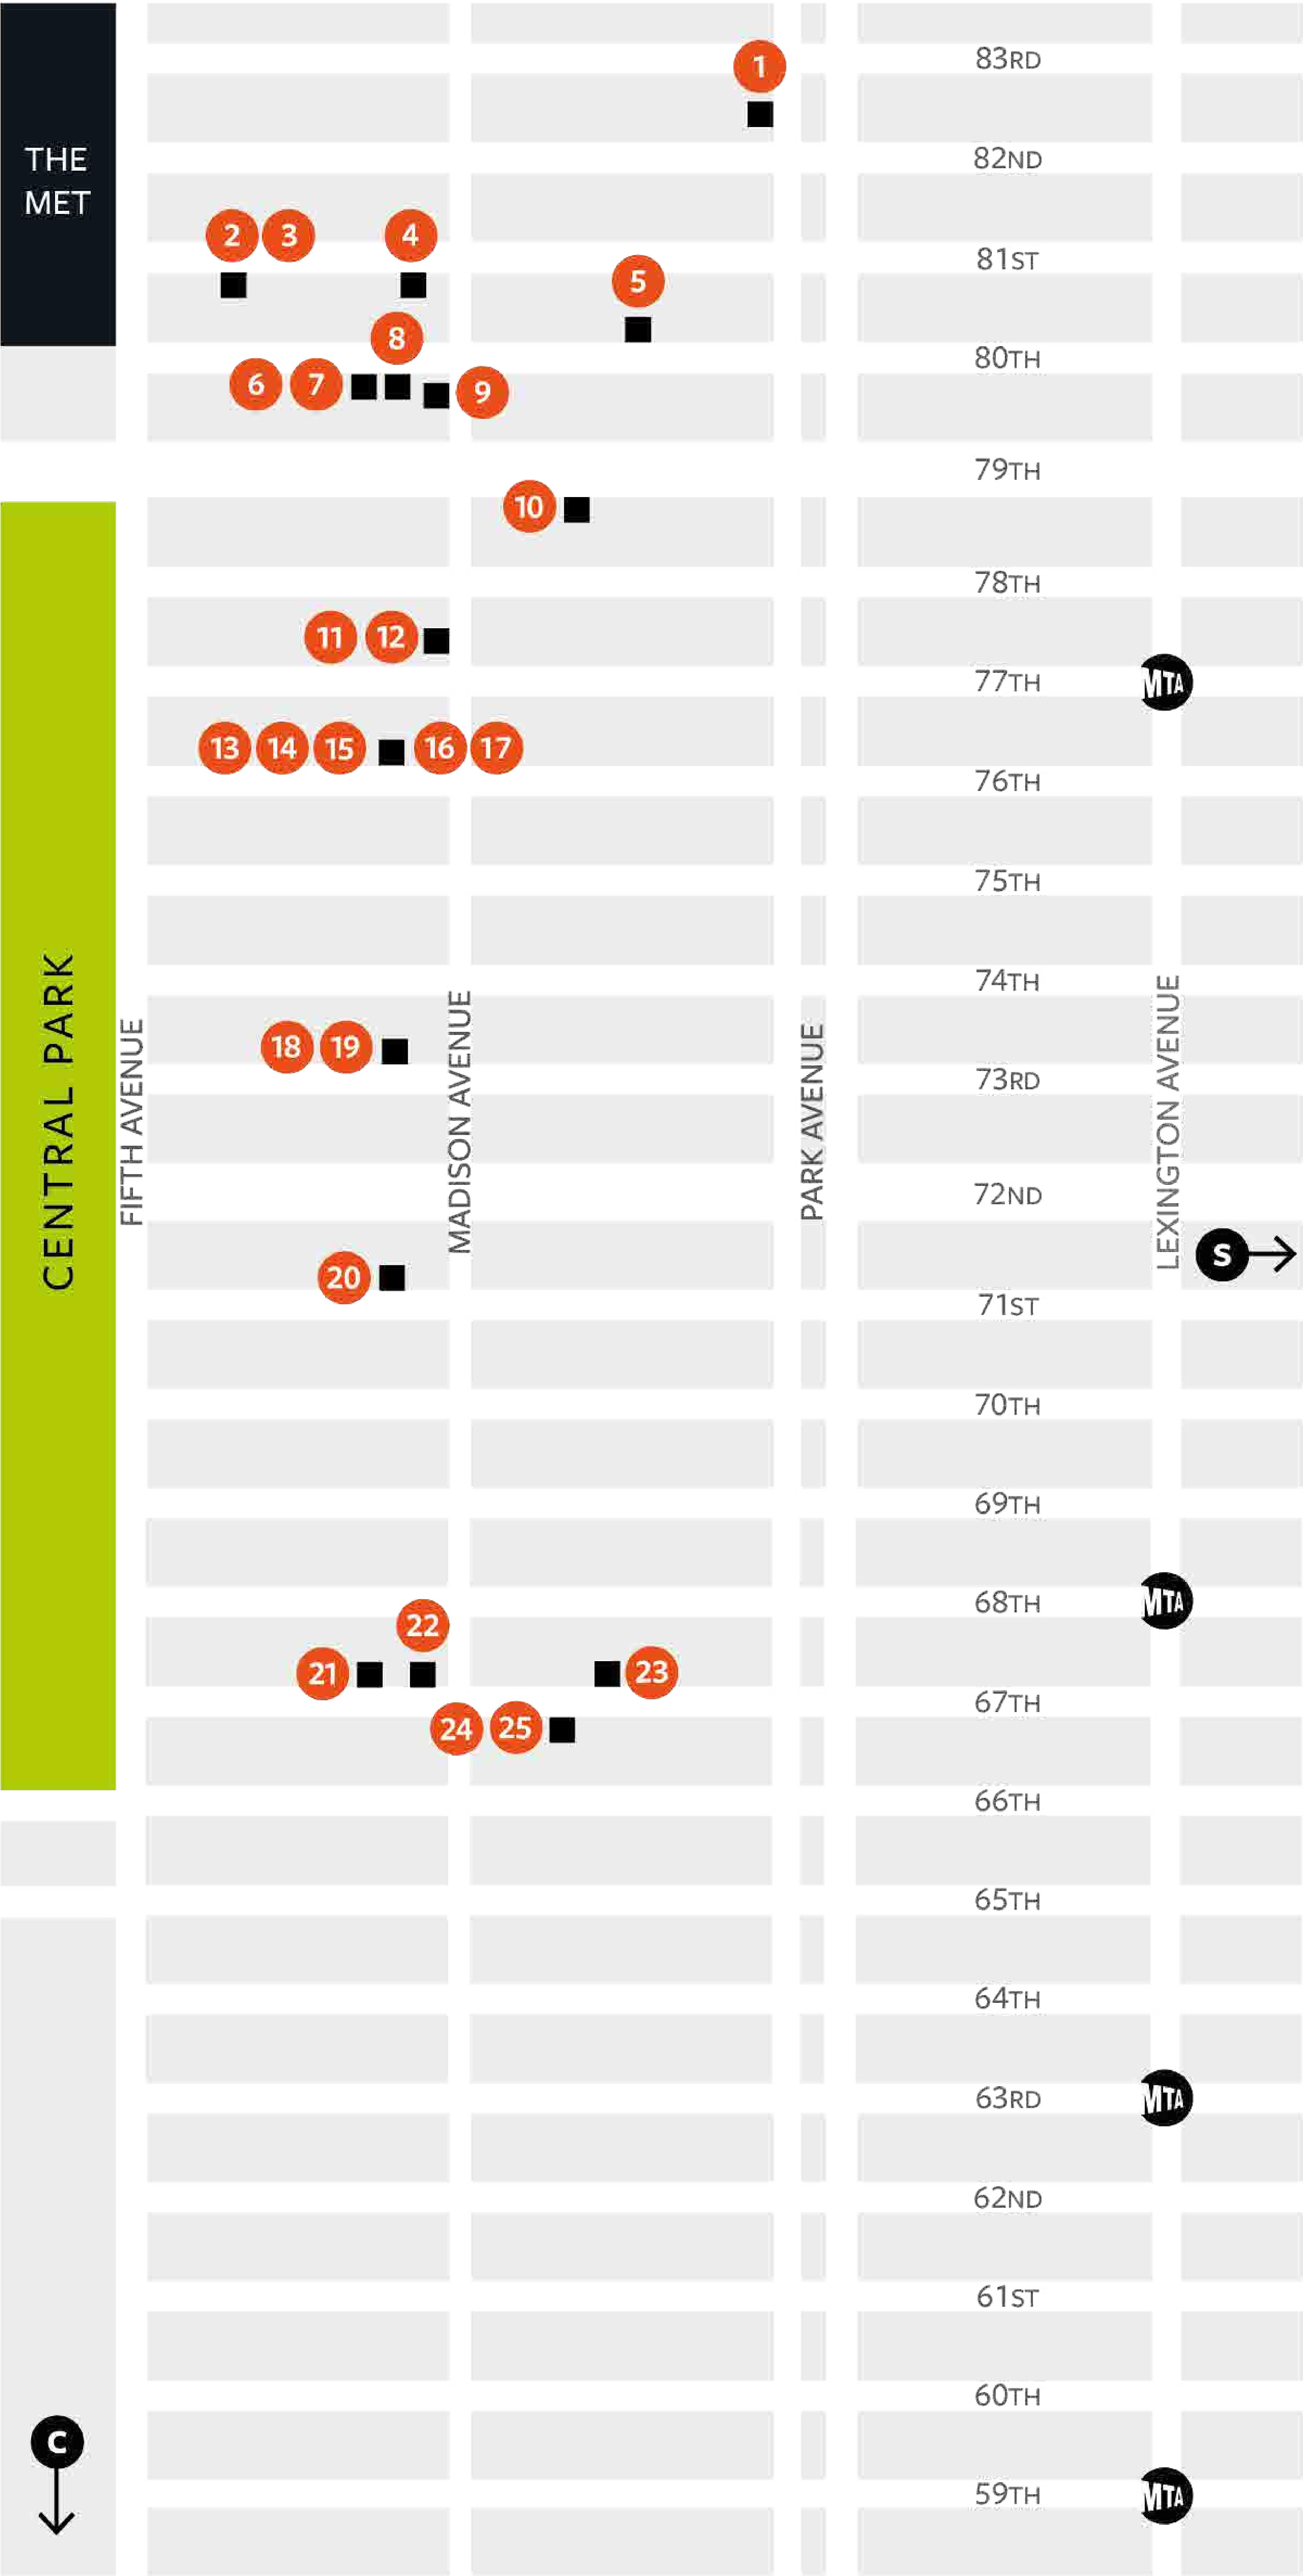 83RD
1
82ND
THE
MET
2 3 4
81ST
5
8
80TH
6 7 9
79TH
10
78TH
11 12
77TH MTA
13 14 15 16 17
76TH
75TH
74TH
18 19
73RD
CENTRAL PARK
FIFTH AVENUE
MADISON AVENUE
PARK AVENUE
LEXINGTON AVENUE
72ND
S
20
71ST
70TH
69TH
68TH MTA
22
21 23
67TH
24 25
66TH
65TH
64TH
63RD MTA
62ND
61ST
60TH
C
59TH MTA